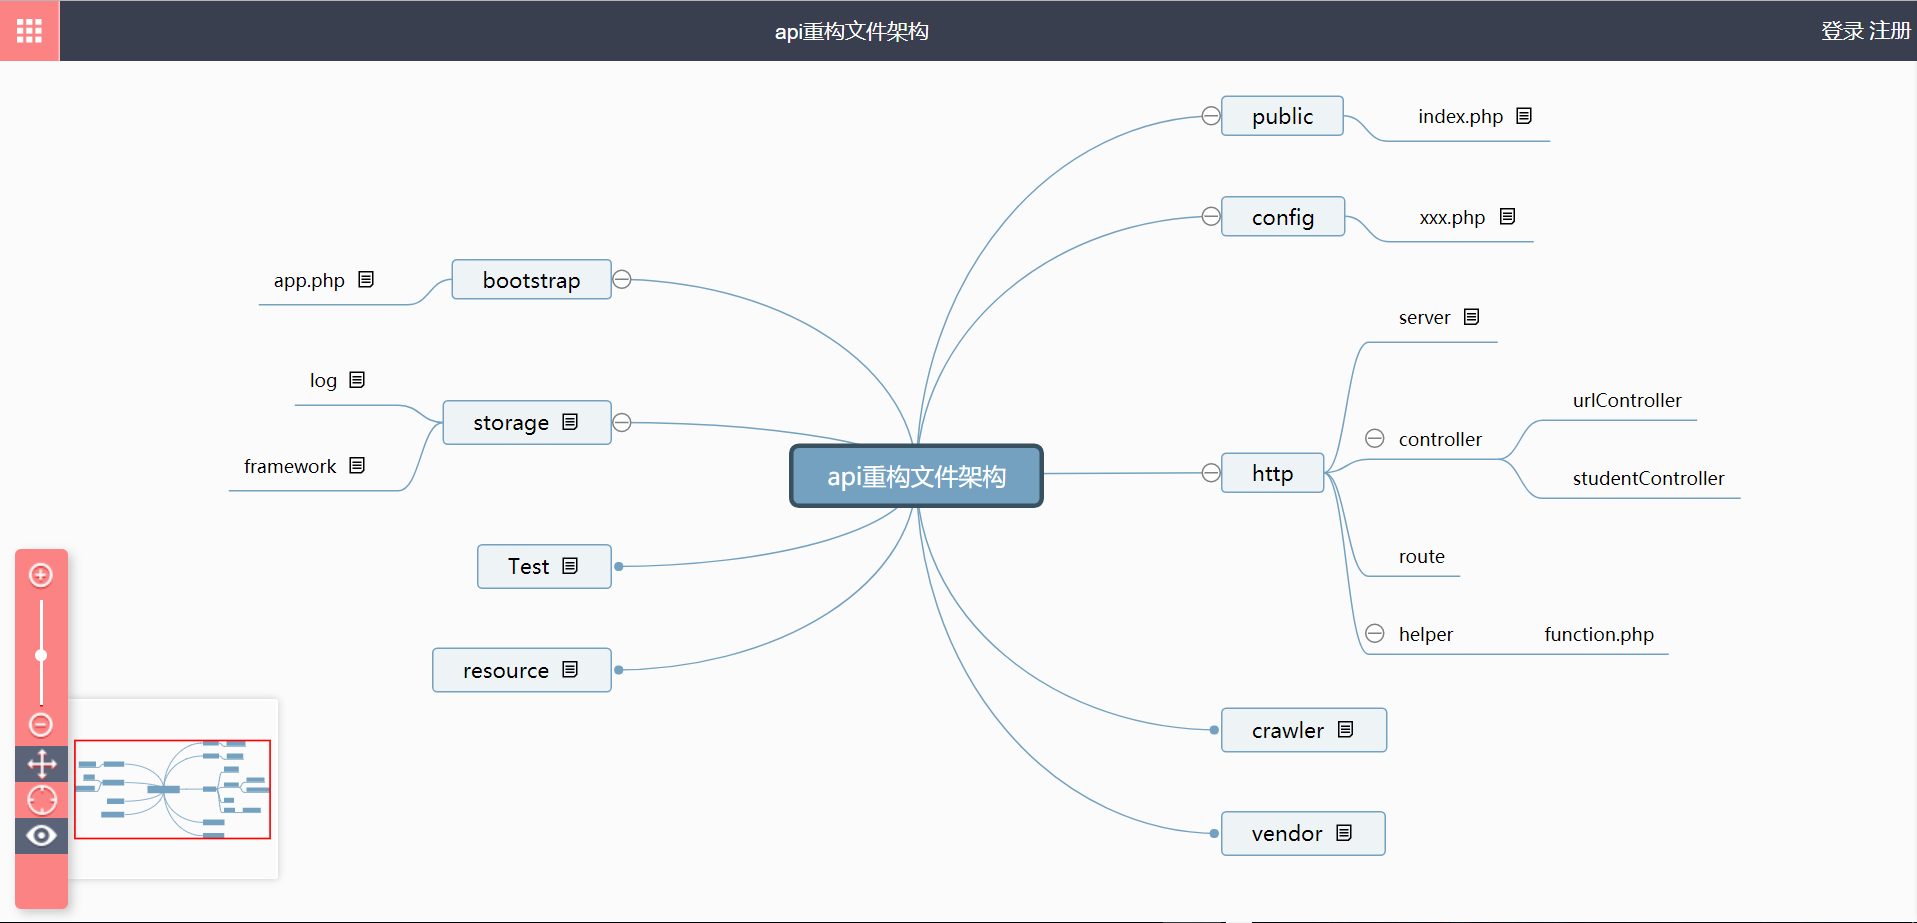 api重构文件架构
登录 注册
public
index.php
config
xxx.php
bootstrap
app.php
server
log
storage
framework
urlController
controller
studentController
api重构文件架构
http
route
Test
helper
function.php
resource
crawler
vendor